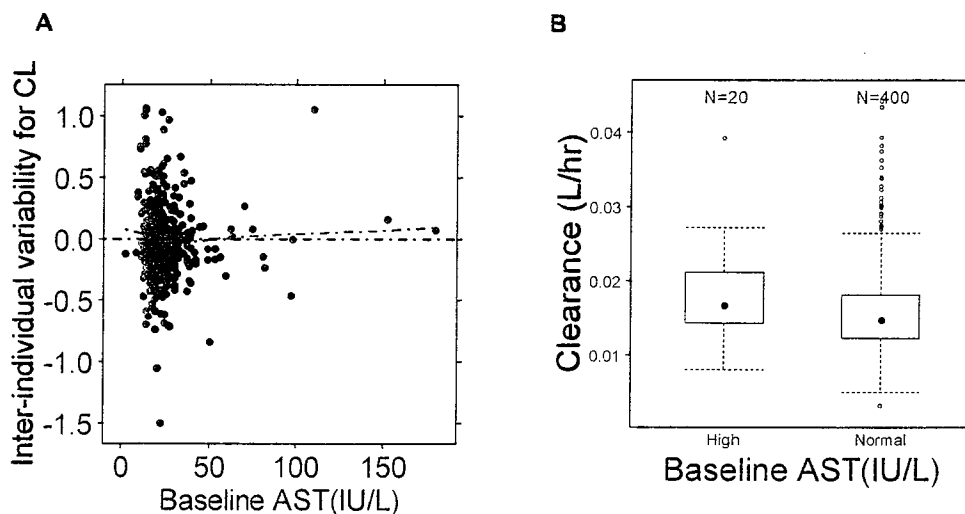 A
Inter-individual variability for CL
1.0
0.5
0.0
-0.5
-1.0
-1.5
0
50
100
150
Baseline AST(IU/L)
B
N=20
N=400
Clearance (L/hr)
0.04
0.03
0.02
0.01
High
Normal
Baseline AST(IU/L)